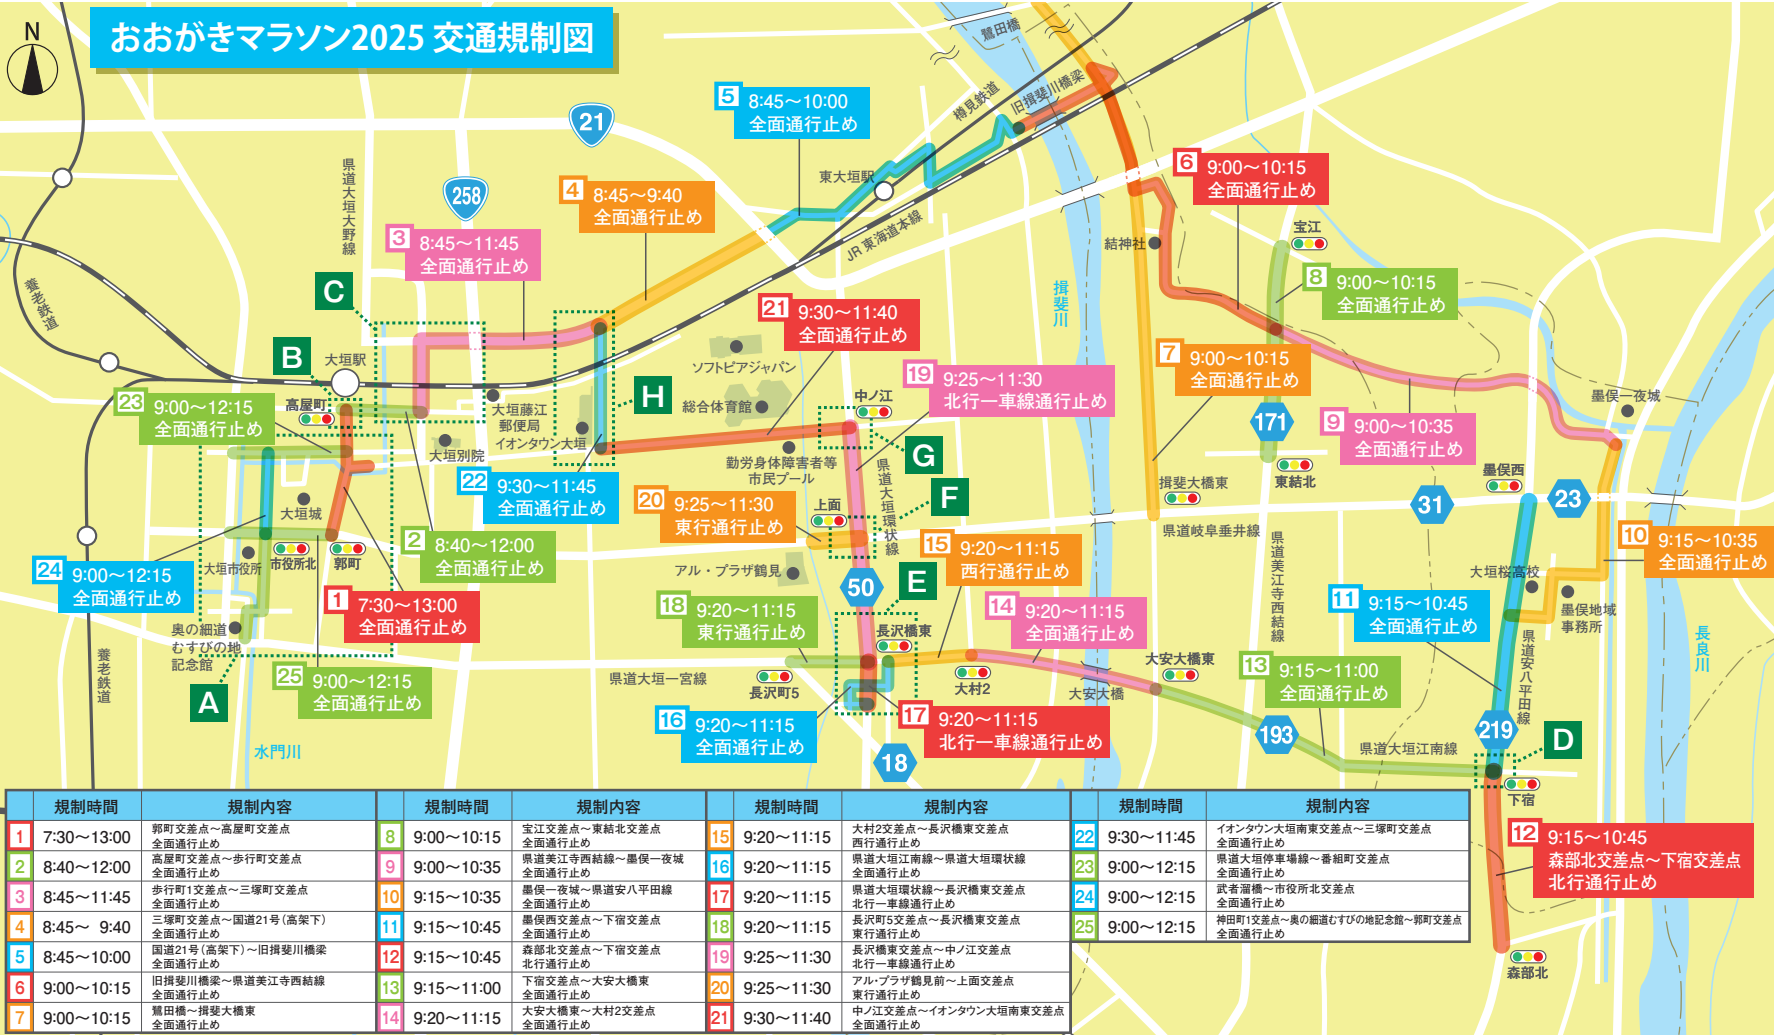 おおがきマラソン2025 交通規制図
N
21
258
県道大垣大野線
養老鉄道
5
8:45～10:00
全面通行止め
4
8:45～9:40
全面通行止め
3
8:45～11:45
全面通行止め
鷺田橋
樽見鉄道
旧揖斐川橋梁
東大垣駅
JR東海道本線
揖斐川
結神社
6
9:00～10:15
全面通行止め
宝江
8
9:00～10:15
全面通行止め
7
9:00～10:15
全面通行止め
171
9
9:00～10:35
全面通行止め
墨俣一夜城
墨俣西
東結北
揖斐大橋東
県道岐阜垂井線
31
23
10
9:15～10:35
全面通行止め
C
B
大垣駅
高屋町
23
9:00～12:15
全面通行止め
21
9:30～11:40
全面通行止め
ソフトピアジャパン
総合体育館
19
9:25～11:30
北行一車線通行止め
中ノ江
H
G
F
大垣藤江
郵便局
イオンタウン大垣
大垣別院
勤労身体障害者等
市民プール
県道大垣環状線
22
9:30～11:45
全面通行止め
20
9:25～11:30
東行通行止め
上面
15
9:20～11:15
西行通行止め
大垣城
2
8:40～12:00
全面通行止め
24
9:00～12:15
全面通行止め
大垣市役所
市役所北
郭町
1
7:30～13:00
全面通行止め
奥の細道
むすびの地
記念館
養老鉄道
A
25
9:00～12:15
全面通行止め
水門川
アル・プラザ鶴見
50
E
18
9:20～11:15
東行通行止め
長沢橋東
14
9:20～11:15
全面通行止め
県道大垣一宮線
長沢町5
大村2
大安大橋
大安大橋東
16
9:20～11:15
全面通行止め
17
9:20～11:15
北行一車線通行止め
18
県道美江寺西結線
11
9:15～10:45
全面通行止め
大垣桜高校
墨俣地域
事務所
県道安八平田線
長良川
13
9:15～11:00
全面通行止め
193
県道大垣江南線
219
D
下宿
12
9:15～10:45
森部北交差点～下宿交差点
北行通行止め
森部北
規制時間 規制内容
1 7:30～13:00 郭町交差点～高屋町交差点
全面通行止め
2 8:40～12:00 高屋町交差点～歩行町交差点
全面通行止め
3 8:45～11:45 歩行町1交差点～三塚町交差点
全面通行止め
4 8:45～ 9:40 三塚町交差点～国道21号(高架下)
全面通行止め
5 8:45～10:00 国道21号(高架下)～旧揖斐川橋梁
全面通行止め
6 9:00～10:15 旧揖斐川橋梁～県道美江寺西結線
全面通行止め
7 9:00～10:15 鷺田橋～揖斐大橋東
全面通行止め
規制時間 規制内容
8 9:00～10:15 宝江交差点～東結北交差点
全面通行止め
9 9:00～10:35 県道美江寺西結線～墨俣一夜城
全面通行止め
10 9:15～10:35 墨俣一夜城～県道安八平田線
全面通行止め
11 9:15～10:45 墨俣西交差点～下宿交差点
全面通行止め
12 9:15～10:45 森部北交差点～下宿交差点
北行通行止め
13 9:15～11:00 下宿交差点～大安大橋東
全面通行止め
14 9:20～11:15 大安大橋東～大村2交差点
全面通行止め
規制時間 規制内容
15 9:20～11:15 大村2交差点～長沢橋東交差点
西行通行止め
16 9:20～11:15 県道大垣江南線～県道大垣環状線
全面通行止め
17 9:20～11:15 県道大垣環状線～長沢橋東交差点
北行一車線通行止め
18 9:20～11:15 長沢町5交差点～長沢橋東交差点
東行通行止め
19 9:25～11:30 長沢橋東交差点～中ノ江交差点
北行一車線通行止め
20 9:25～11:30 アル・プラザ鶴見前～上面交差点
東行通行止め
21 9:30～11:40 中ノ江交差点～イオンタウン大垣南東交差点
全面通行止め
規制時間 規制内容
22 9:30～11:45 イオンタウン大垣南東交差点～三塚町交差点
全面通行止め
23 9:00～12:15 県道大垣停車場線～番組町交差点
全面通行止め
24 9:00～12:15 武者溜橋～市役所北交差点
全面通行止め
25 9:00～12:15 神田町1交差点～奥の細道むすびの地記念館～郭町交差点
全面通行止め